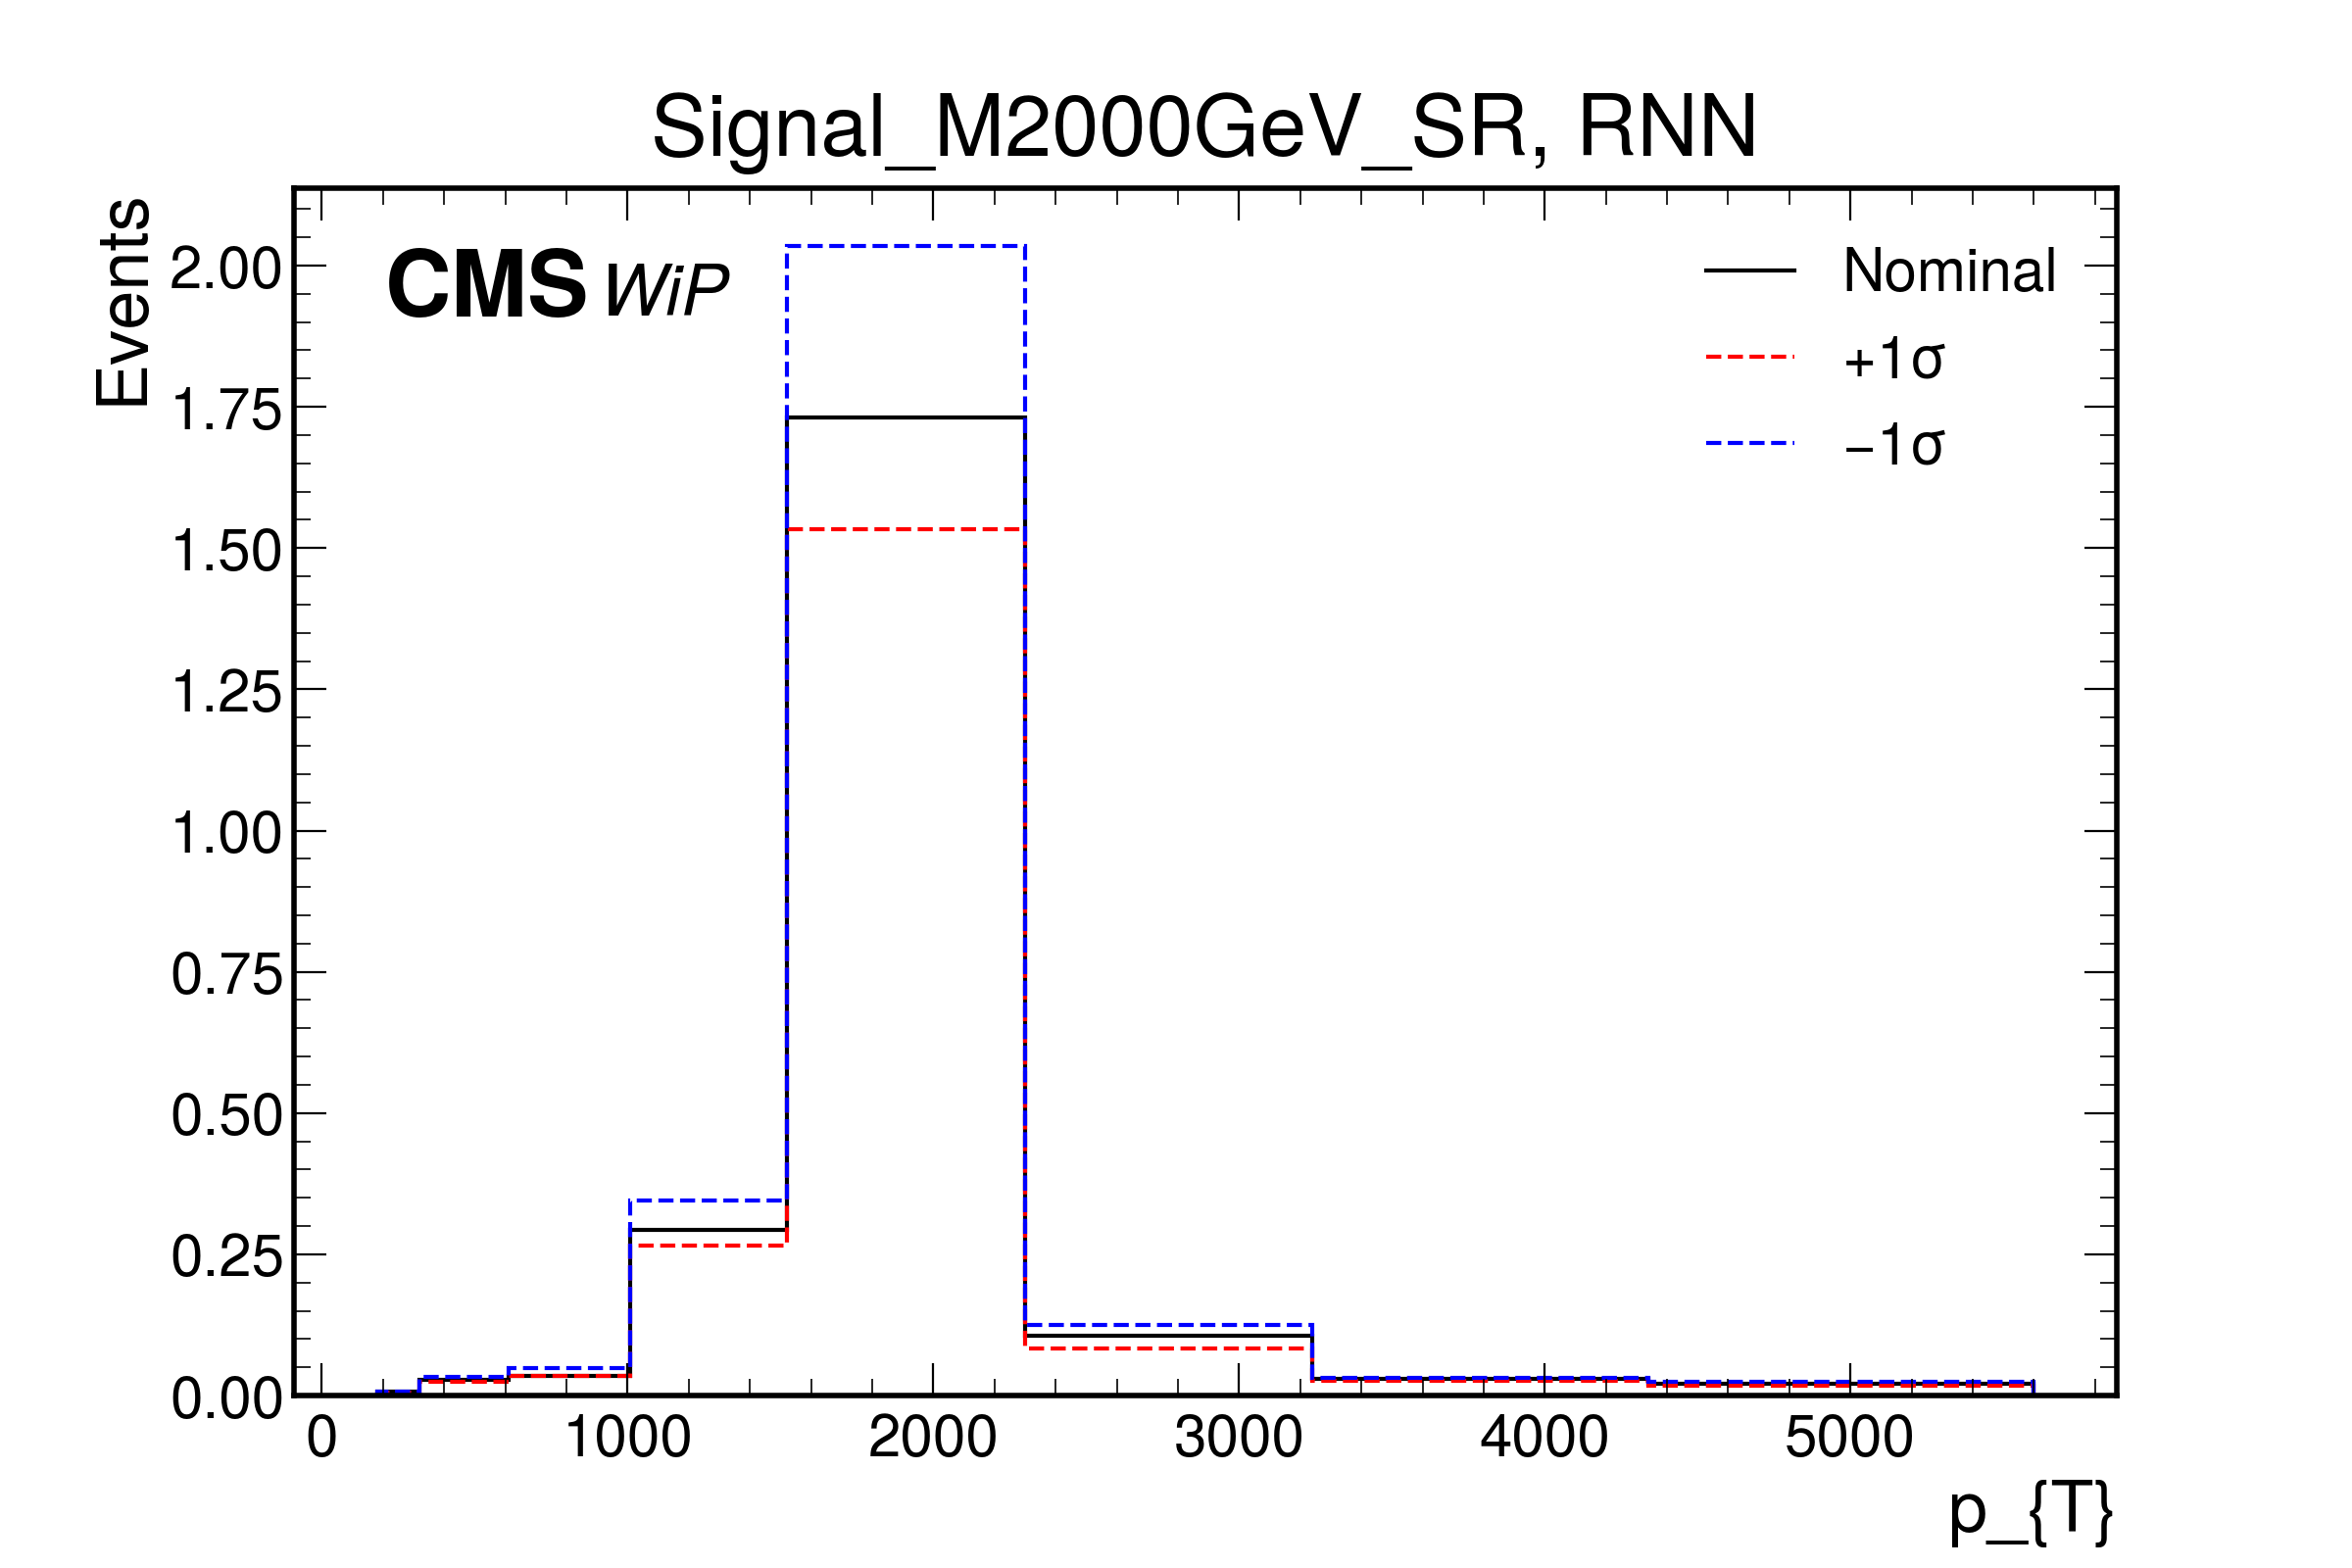 Signal_M2000GeV_SR, RNN
Events
CMS WiP
Nominal
+1σ
−1σ
2.00
1.75
1.50
1.25
1.00
0.75
0.50
0.25
0.00
0 1000 2000 3000 4000 5000
p_{T}